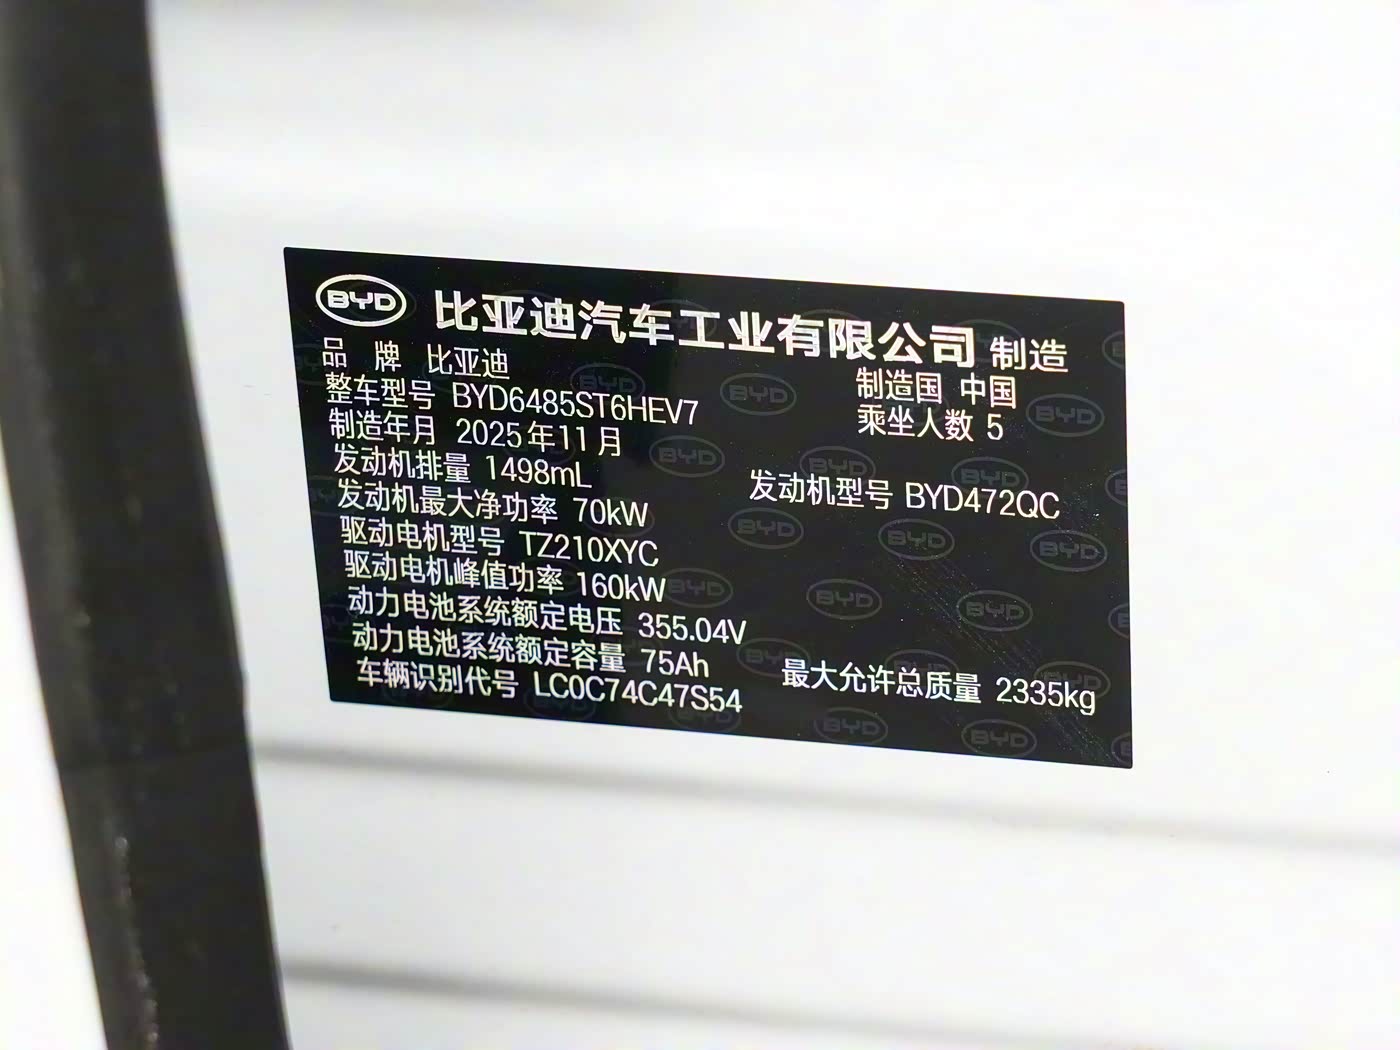 BYD 比亚迪汽车工业有限公司 制造
品 牌 比亚迪
制造国 中国
整车型号 BYD6485ST6HEV7
乘坐人数 5
制造年月 2025年11月
发动机排量 1498mL
发动机型号 BYD472QC
发动机最大净功率 70kW
驱动电机型号 TZ210XYC
驱动电机峰值功率 160kW
动力电池系统额定电压 355.04V
动力电池系统额定容量 75Ah
最大允许总质量 2335kg
车辆识别代号 LC0C74C47S54